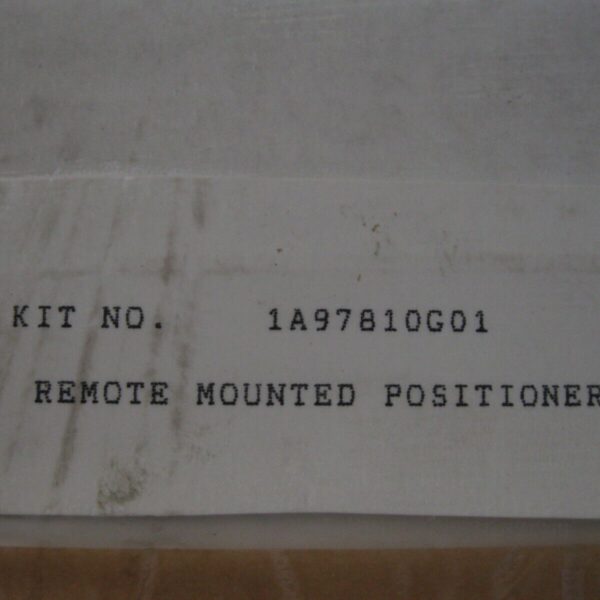 KIT NO. 1A97810G01
REMOTE MOUNTED POSITIONER